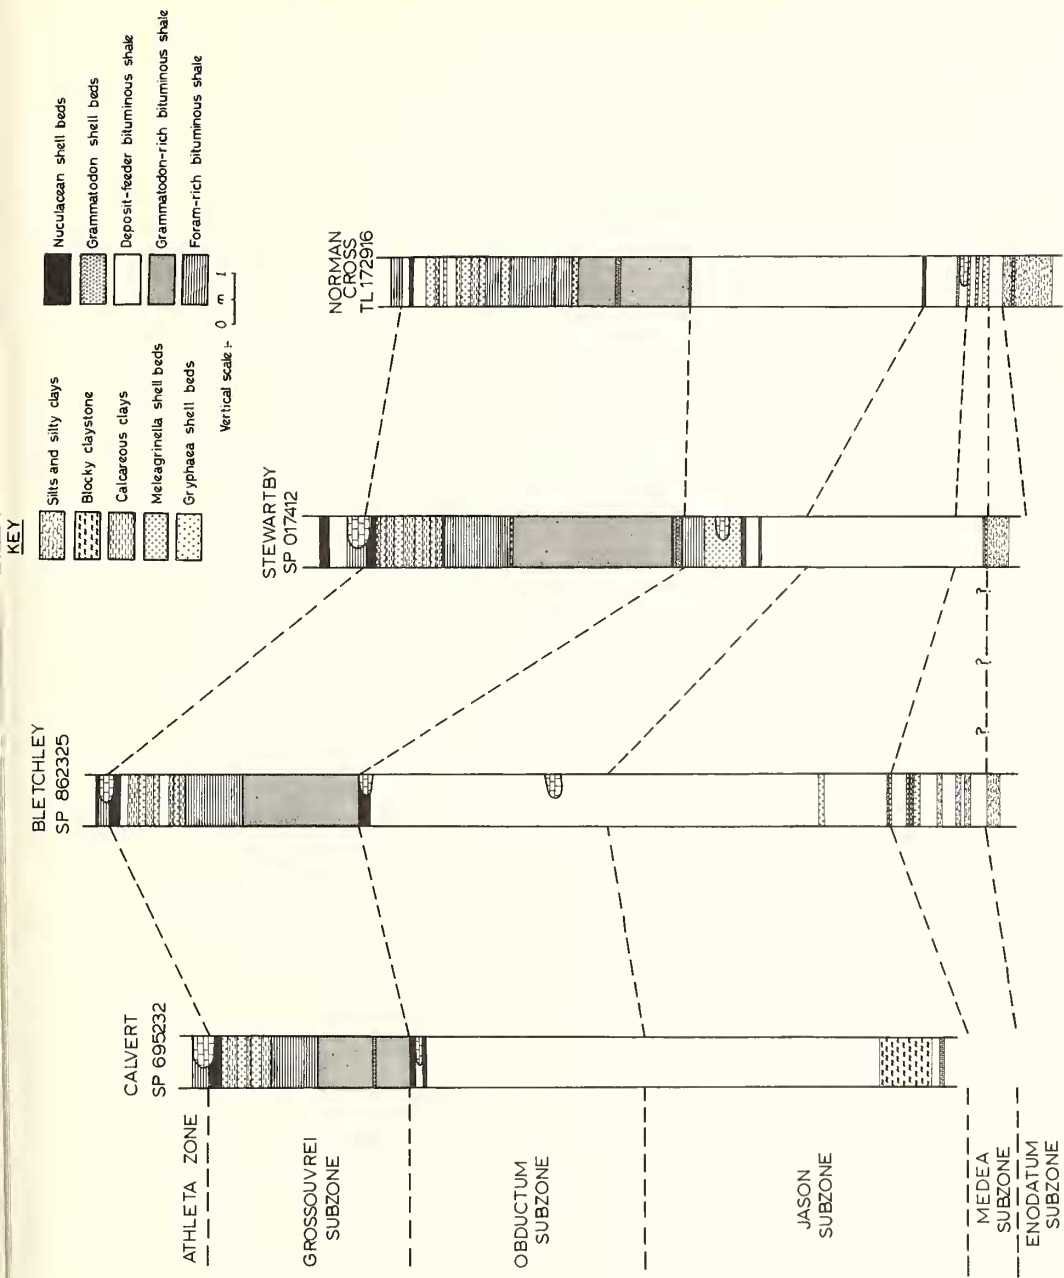 KEY
Silts and silty clays
Blocky claystone
Calcareous clays
Meleagrinella shell beds
Gryphaea shell beds
Nuculacean shell beds
Grammatodon shell beds
Deposit-feeder bituminous shale
Grammatodon-rich bituminous shale
Foram-rich bituminous shale
Vertical scale :- 0 m 1
CALVERT
SP 695232
BLETCHLEY
SP 862325
STEWARTBY
SP 017412
NORMAN
CROSS
TL 172916
ATHLETA ZONE
GROSSOUVREI
SUBZONE
OBDUCTUM
SUBZONE
JASON
SUBZONE
MEDEA
SUBZONE
ENODATUM
SUBZONE
? ? ?